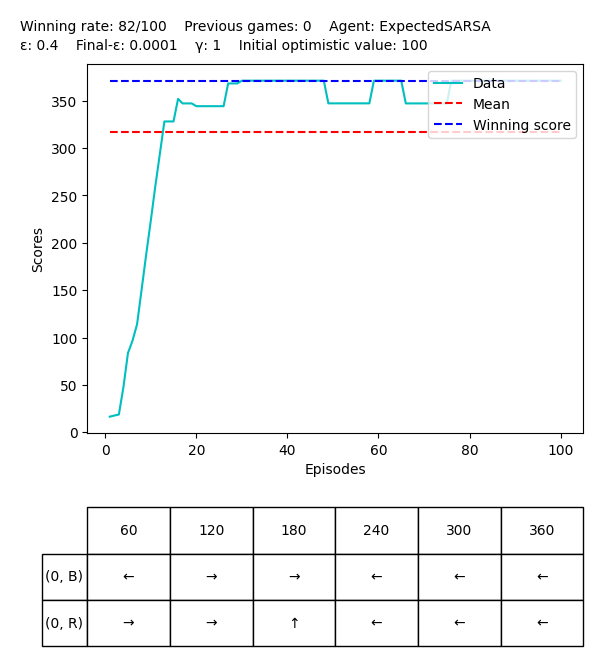 Winning rate: 82/100    Previous games: 0    Agent: ExpectedSARSA
ε: 0.4    Final-ε: 0.0001    γ: 1    Initial optimistic value: 100
Data
Mean
Winning score
350
300
250
200
150
100
50
0
Scores
0 20 40 60 80 100
Episodes
60 120 180 240 300 360
(0, B) ← → → ← ← ←
(0, R) → → ↑ ← ← ←